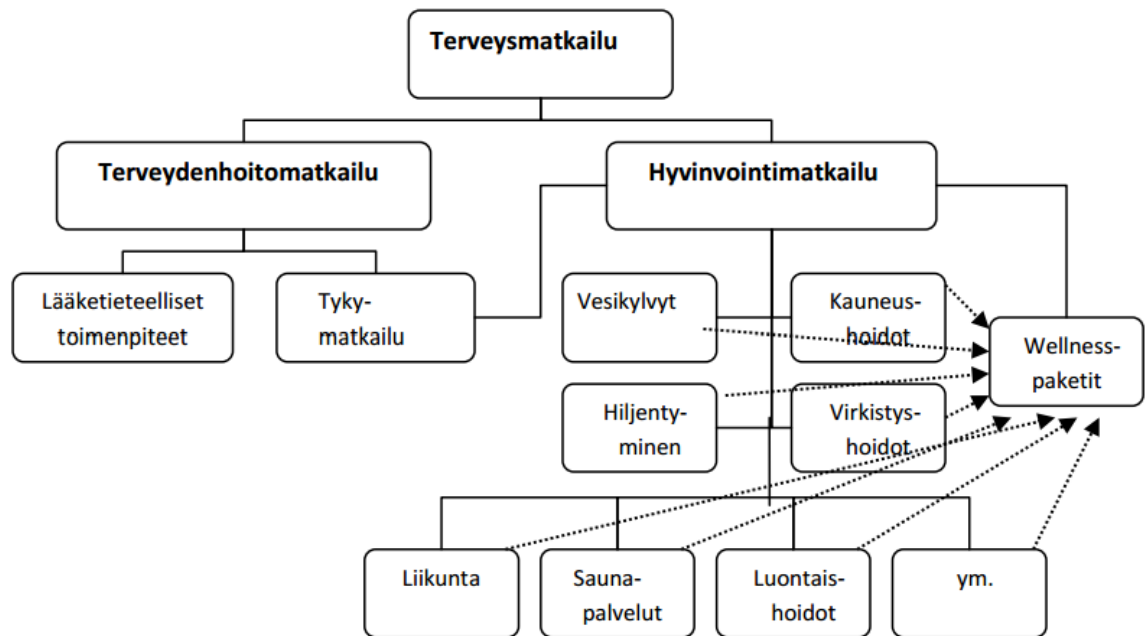 Terveysmatkailu
Terveydenhoitomatkailu
Hyvinvointimatkailu
Lääketieteelliset
toimenpiteet
Tyky-
matkailu
Vesikylvyt
Kauneus-
hoidot
Wellness-
paketit
Hiljenty-
minen
Virkistys-
hoidot
Liikunta
Sauna-
palvelut
Luontais-
hoidot
ym.